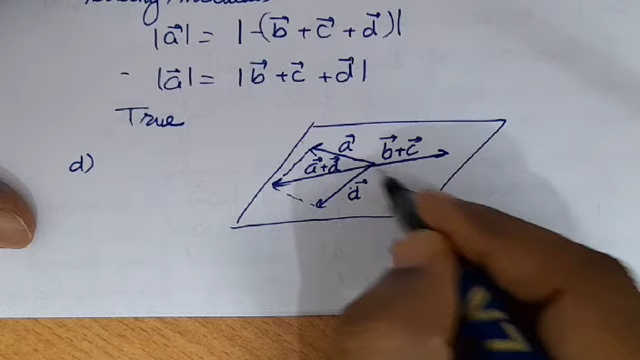 |a⃗| = |-(b⃗ + c⃗ + d⃗)|
- |a⃗| = |b⃗ + c⃗ + d⃗|
True
d)
a⃗
b⃗+c⃗
a⃗+d⃗
d⃗